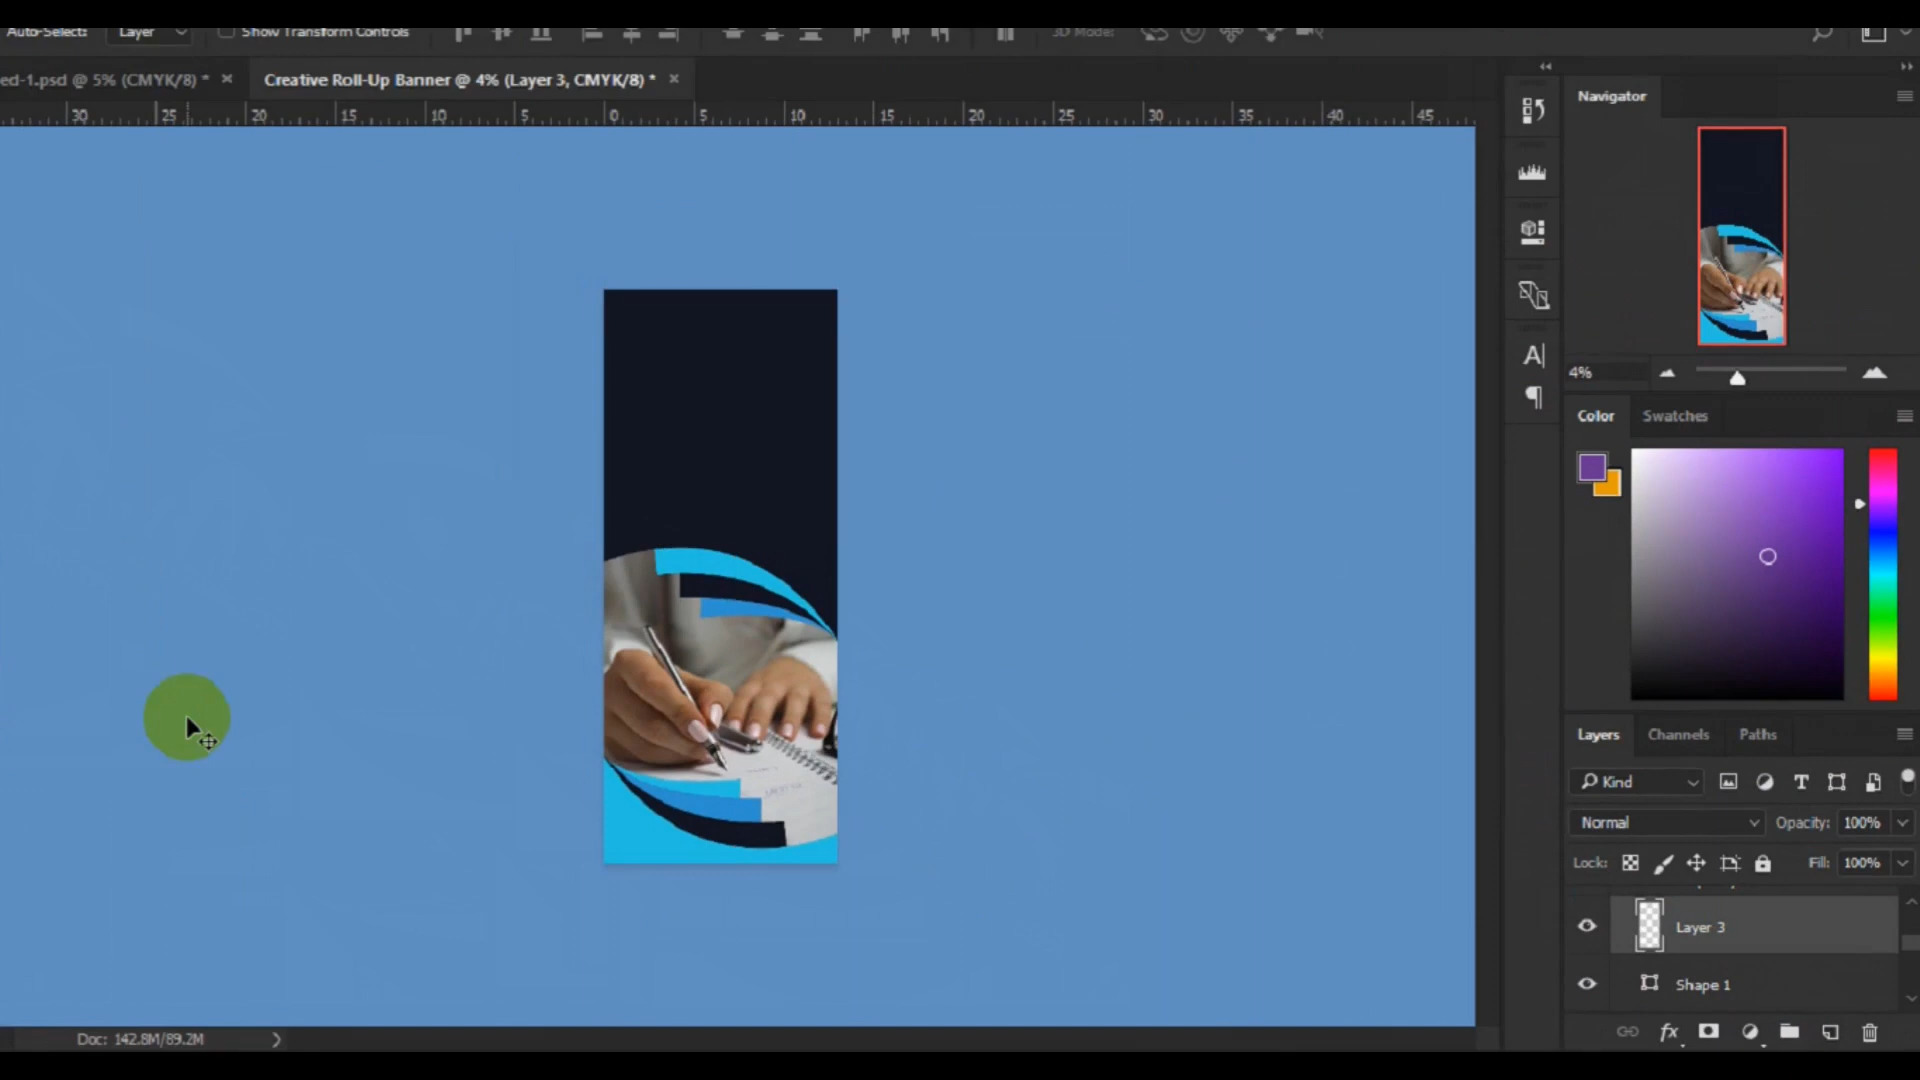 Auto-Select: Layer Show Transform Controls 3D Mode:
ed-1.psd @ 5% (CMYK/8) * × Creative Roll-Up Banner @ 4% (Layer 3, CMYK/8) * ×
30 25 20 15 10 5 0 5 10 15 20 25 30 35 40 45
Navigator
4%
Color Swatches
Layers Channels Paths
Kind
Normal Opacity: 100%
Lock: Fill: 100%
Layer 3
Shape 1
fx
Doc: 142.8M/89.2M